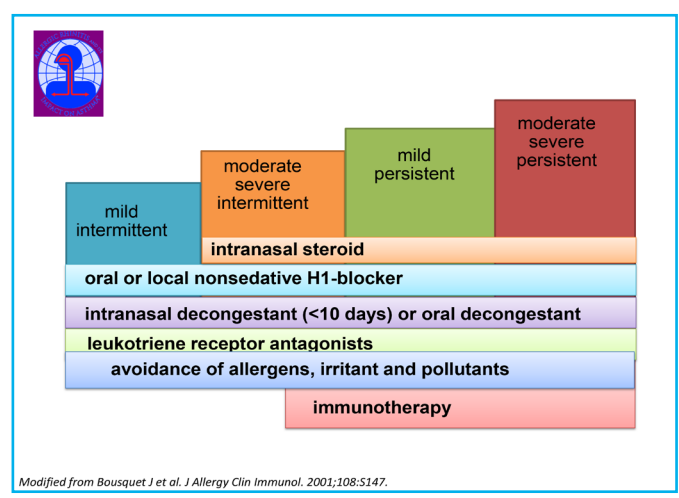 mild
intermittent
moderate
severe
intermittent
mild
persistent
moderate
severe
persistent
intranasal steroid
oral or local nonsedative H1-blocker
intranasal decongestant (<10 days) or oral decongestant
leukotriene receptor antagonists
avoidance of allergens, irritant and pollutants
immunotherapy
Modified from Bousquet J et al. J Allergy Clin Immunol. 2001;108:S147.